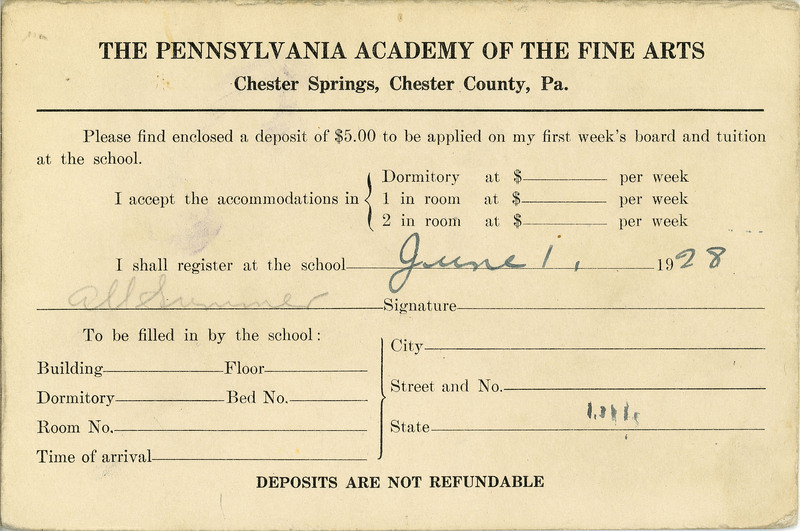 THE PENNSYLVANIA ACADEMY OF THE FINE ARTS
Chester Springs, Chester County, Pa.
Please find enclosed a deposit of $5.00 to be applied on my first week's board and tuition
at the school.
I accept the accommodations in
Dormitory at $ per week
1 in room at $ per week
2 in room at $ per week
I shall register at the school June 1, 1928
all Summer Signature
To be filled in by the school:
Building Floor
Dormitory Bed No.
Room No.
Time of arrival
City
Street and No.
State
DEPOSITS ARE NOT REFUNDABLE